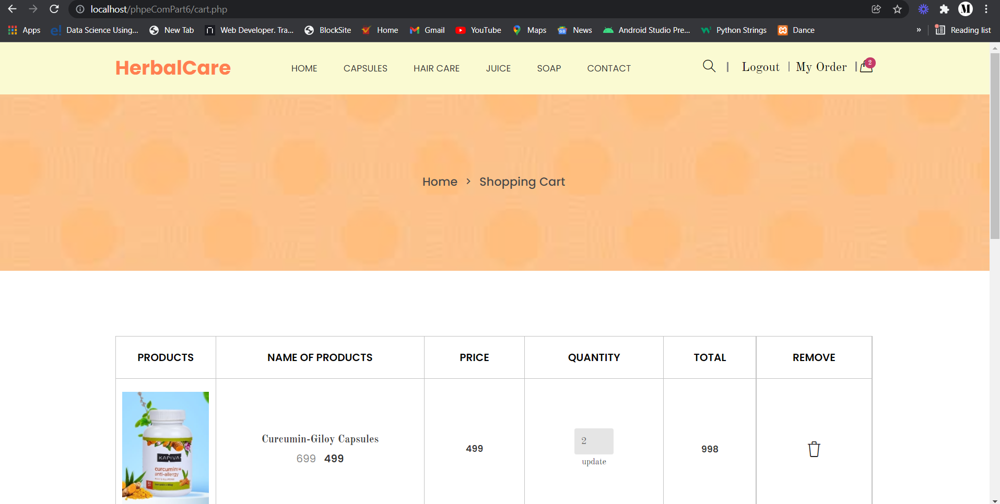 localhost/phpeComPart6/cart.php
Apps Data Science Using... New Tab Web Developer. Tra... BlockSite Home Gmail YouTube Maps News Android Studio Pre... Python Strings Dance » Reading list
HerbalCare HOME CAPSULES HAIR CARE JUICE SOAP CONTACT | Logout | My Order | 2
Home > Shopping Cart
PRODUCTS NAME OF PRODUCTS PRICE QUANTITY TOTAL REMOVE
KAPIVA
curcumin+
anti-allergy
Curcumin-Giloy Capsules
699 499
499
2
update
998